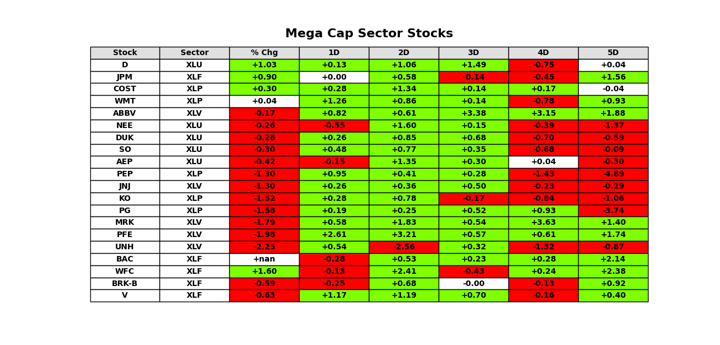 Mega Cap Sector Stocks
Stock Sector % Chg 1D 2D 3D 4D 5D
D XLU +1.03 +0.13 +1.06 +1.49 -0.75 +0.04
JPM XLF +0.90 +0.00 +0.58 -0.14 -0.45 +1.56
COST XLP +0.30 +0.28 +1.34 +0.14 +0.17 -0.04
WMT XLP +0.04 +1.26 +0.86 +0.14 -0.78 +0.93
ABBV XLV -0.17 +0.82 +0.61 +3.38 +3.15 +1.88
NEE XLU -0.26 -0.55 +1.60 +0.15 -0.39 -1.37
DUK XLU -0.28 +0.26 +0.85 +0.68 -0.70 -0.59
SO XLU -0.30 +0.48 +0.77 +0.35 -0.68 -0.09
AEP XLU -0.42 -0.15 +1.35 +0.30 +0.04 -0.30
PEP XLP -1.30 +0.95 +0.41 +0.28 -1.43 -4.89
JNJ XLV -1.30 +0.26 +0.36 +0.50 -0.23 -0.29
KO XLP -1.52 +0.28 +0.78 -0.17 -0.84 -1.06
PG XLP -1.58 +0.19 +0.25 +0.52 +0.93 -3.74
MRK XLV -1.79 +0.58 +1.83 +0.54 +3.63 +1.40
PFE XLV -1.98 +2.61 +3.21 +0.57 +0.61 +1.74
UNH XLV -2.25 +0.54 -2.56 +0.32 -1.32 -0.87
BAC XLF +nan -0.28 +0.53 +0.23 +0.28 +2.14
WFC XLF +1.60 -0.13 +2.41 -0.43 +0.24 +2.38
BRK-B XLF -0.59 -0.25 +0.68 -0.00 -0.13 +0.92
V XLF -0.63 +1.17 +1.19 +0.70 -0.16 +0.40